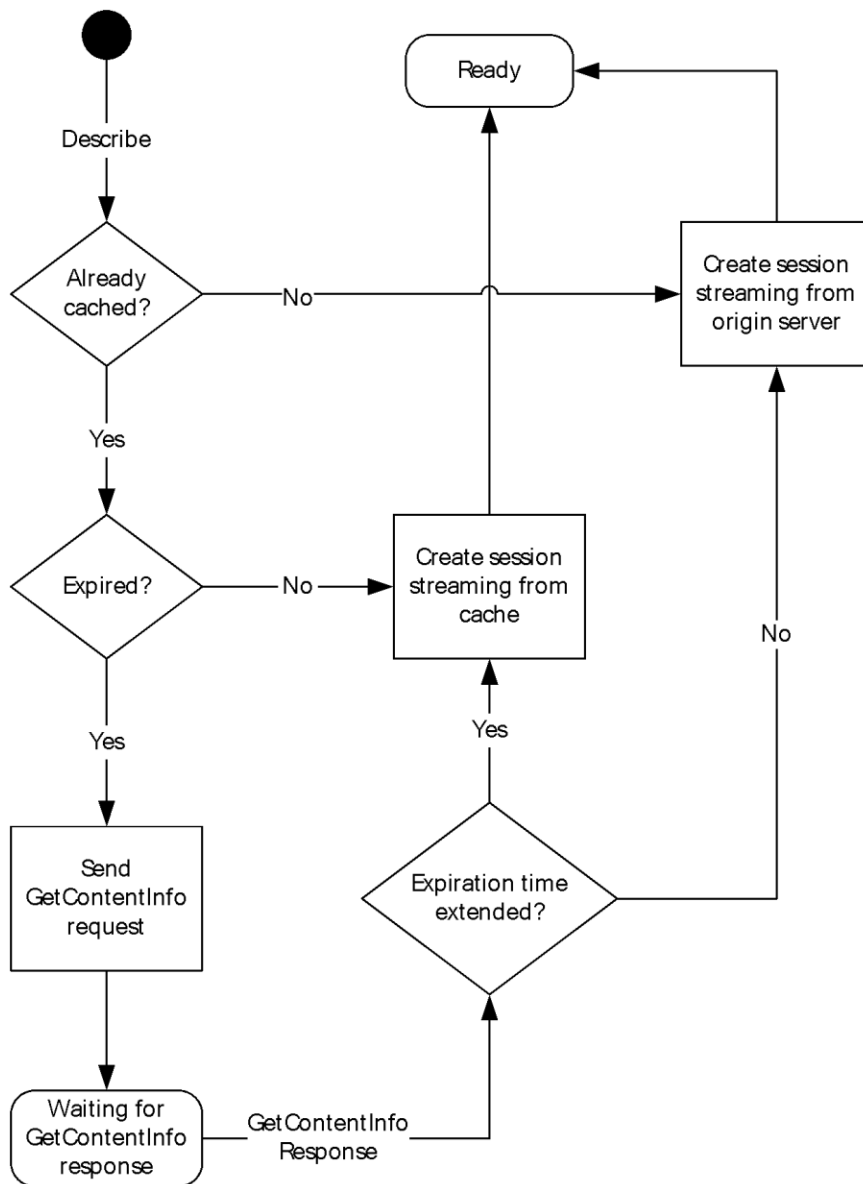 Ready
Describe
Already
cached?
No
Create session
streaming from
origin server
Yes
Expired?
No
Create session
streaming from
cache
No
Yes
Yes
Send
GetContentInfo
request
Expiration time
extended?
Waiting for
GetContentInfo
response
GetContentInfo
Response